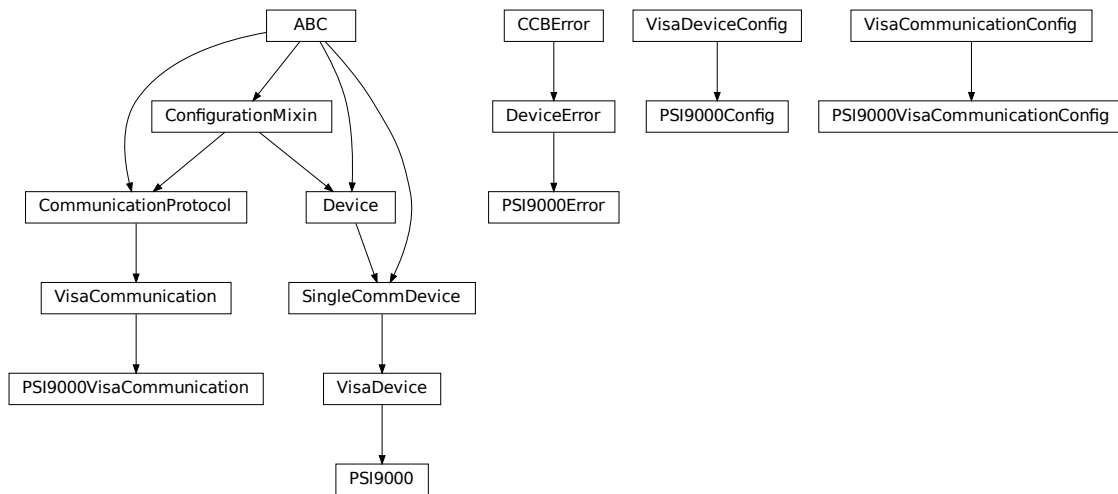 ABC
CCBError
VisaDeviceConfig
VisaCommunicationConfig
ConfigurationMixin
DeviceError
PSI9000Config
PSI9000VisaCommunicationConfig
CommunicationProtocol
Device
PSI9000Error
VisaCommunication
SingleCommDevice
PSI9000VisaCommunication
VisaDevice
PSI9000